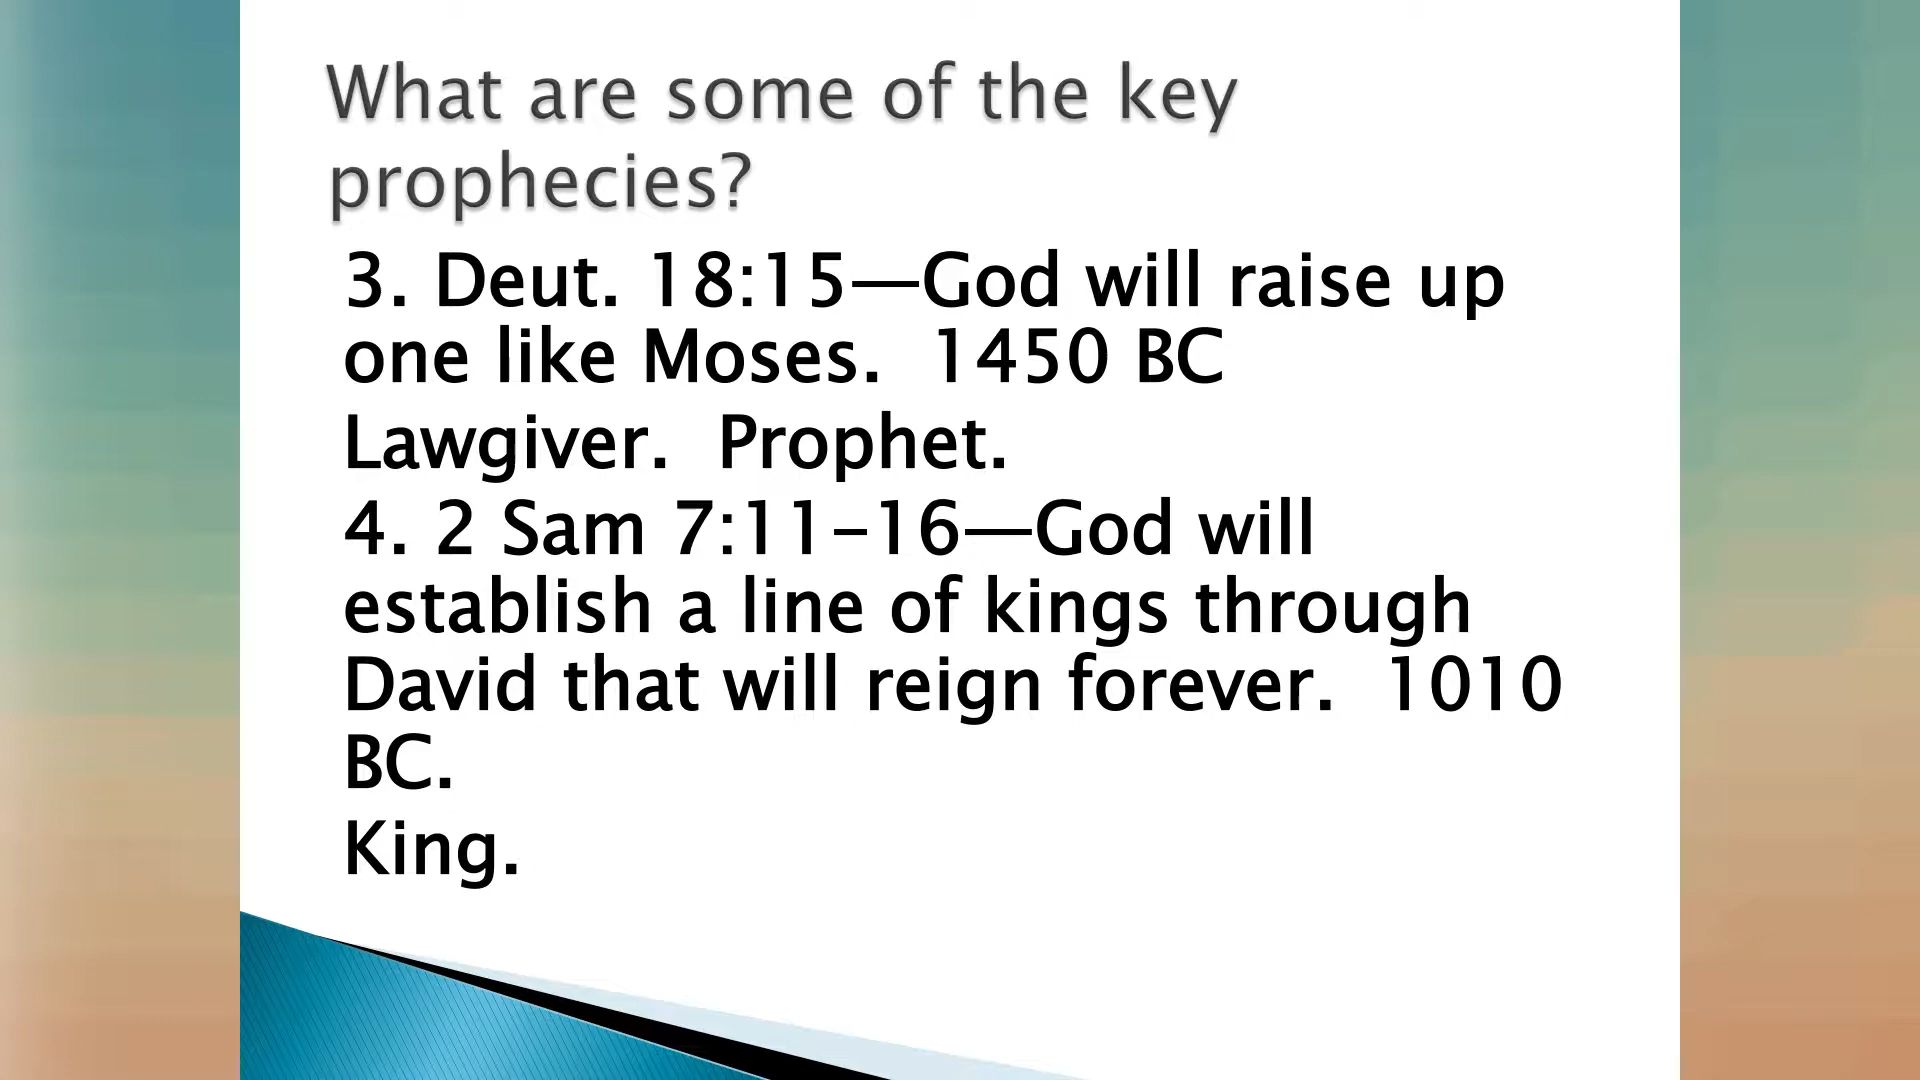 What are some of the key
prophecies?
3. Deut. 18:15—God will raise up
one like Moses.  1450 BC
Lawgiver.  Prophet.
4. 2 Sam 7:11-16—God will
establish a line of kings through
David that will reign forever.  1010
BC.
King.